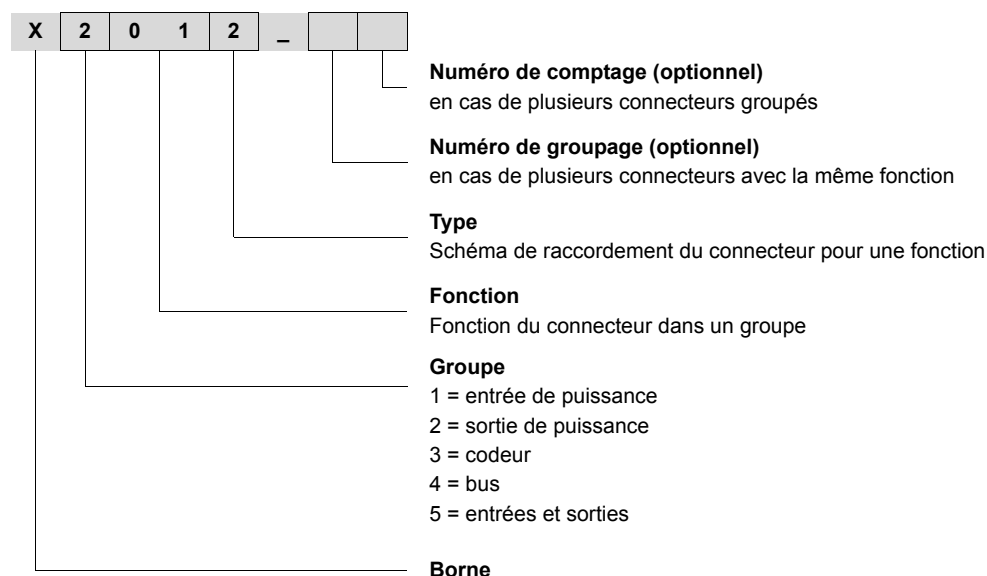 X 2 0 1 2 _
Numéro de comptage (optionnel)
en cas de plusieurs connecteurs groupés
Numéro de groupage (optionnel)
en cas de plusieurs connecteurs avec la même fonction
Type
Schéma de raccordement du connecteur pour une fonction
Fonction
Fonction du connecteur dans un groupe
Groupe
1 = entrée de puissance
2 = sortie de puissance
3 = codeur
4 = bus
5 = entrées et sorties
Borne